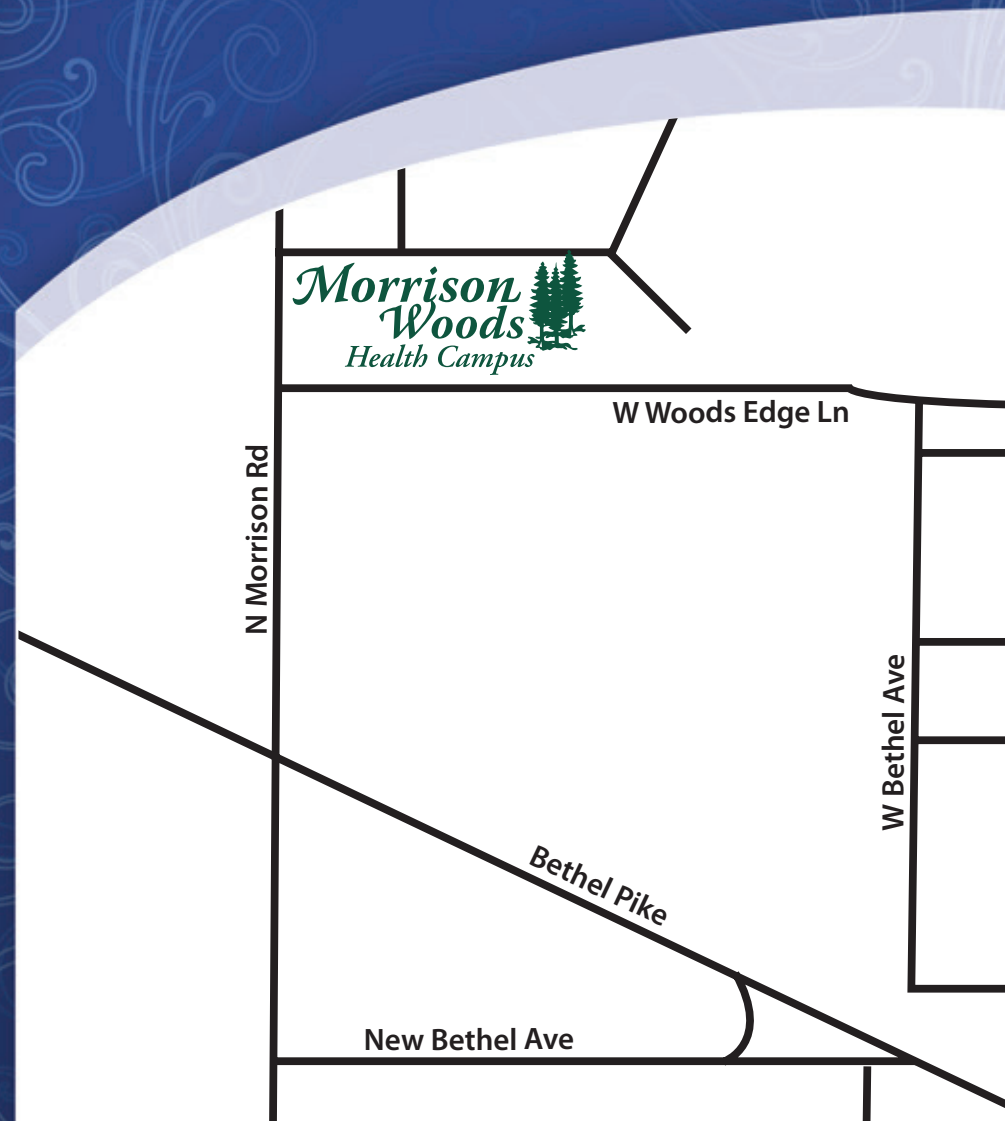 Morrison
Woods
Health Campus
W Woods Edge Ln
N Morrison Rd
W Bethel Ave
Bethel Pike
New Bethel Ave